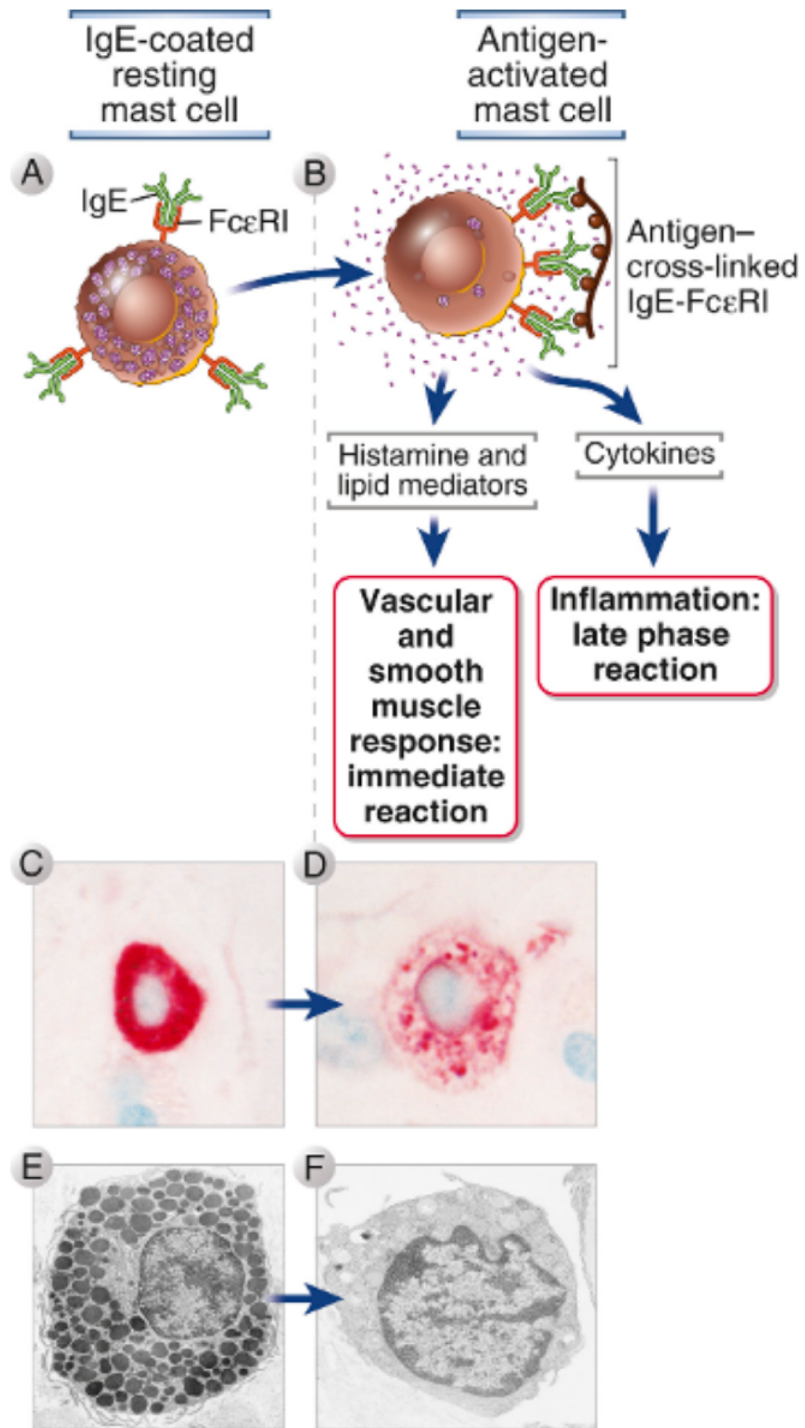 IgE-coated
resting
mast cell
Antigen-
activated
mast cell
A
IgE
FcεRI
B
Antigen–
cross-linked
IgE-FcεRI
Histamine and
lipid mediators
Cytokines
Vascular
and
smooth
muscle
response:
immediate
reaction
Inflammation:
late phase
reaction
C
D
E
F